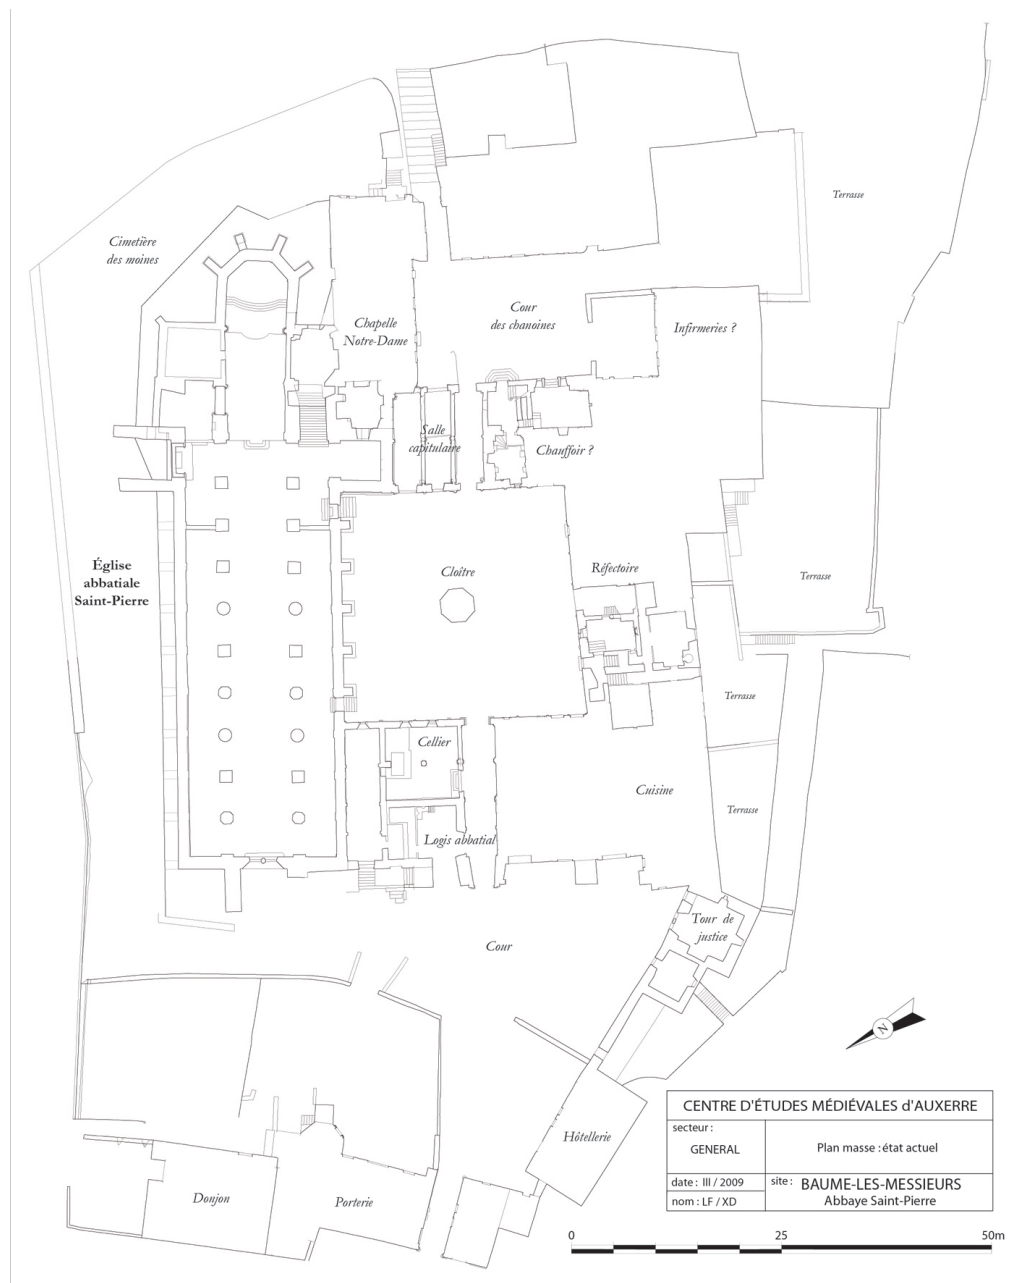 Terrasse
Cimetière
des moines
Cour
des chanoines
Chapelle
Notre-Dame
Infirmeries ?
Salle
capitulaire
Chauffoir ?
Église
abbatiale
Saint-Pierre
Cloître
Réfectoire
Terrasse
Terrasse
Cellier
Cuisine
Terrasse
Logis abbatial
Tour de
justice
Cour
N
Hôtellerie
Donjon
Porterie
CENTRE D'ÉTUDES MÉDIÉVALES d'AUXERRE
secteur :
GENERAL
Plan masse : état actuel
date : III / 2009
nom : LF / XD
site : BAUME-LES-MESSIEURS
Abbaye Saint-Pierre
0 25 50m